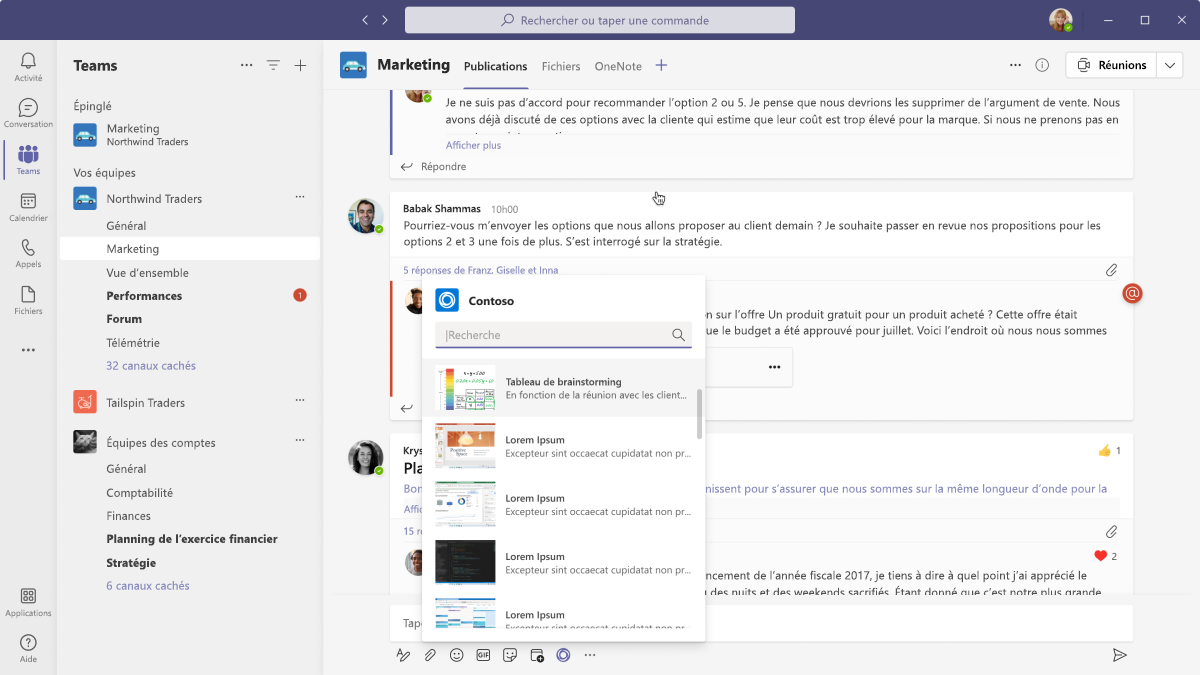 Rechercher ou taper une commande
Activité
Conversation
Teams
Calendrier
Appels
Fichiers
Applications
Aide
Teams
Épinglé
Marketing
Northwind Traders
Vos équipes
Northwind Traders
Général
Marketing
Vue d’ensemble
Performances
1
Forum
Télémétrie
32 canaux cachés
Tailspin Traders
Équipes des comptes
Général
Comptabilité
Finances
Planning de l’exercice financier
Stratégie
6 canaux cachés
Marketing
Publications
Fichiers
OneNote
Réunions
Je ne suis pas d’accord pour recommander l’option 2 ou 5. Je pense que nous devrions les supprimer de l’argument de vente. Nous
avons déjà discuté de ces options avec la cliente qui estime que leur coût est trop élevé pour la marque. Si nous ne prenons pas en
Afficher plus
Répondre
Babak Shammas 10h00
Pourriez-vous m’envoyer les options que nous allons proposer au client demain ? Je souhaite passer en revue nos propositions pour les
options 2 et 3 une fois de plus. S’est interrogé sur la stratégie.
5 réponses de Franz, Giselle et Inna
en sur l’offre Un produit gratuit pour un produit acheté ? Cette offre était
que le budget a été approuvé pour juillet. Voici l’endroit où nous nous sommes
Krys
1
Pla
Bon
nissent pour s’assurer que nous sommes sur la même longueur d’onde pour la
Affic
15 r
2
ncement de l’année fiscale 2017, je tiens à dire à quel point j’ai apprécié le
des nuits et des weekends sacrifiés. Étant donné que c’est notre plus grande
Tape
GIF
Contoso
Recherche
Tableau de brainstorming
En fonction de la réunion avec les client...
Lorem Ipsum
Excepteur sint occaecat cupidatat non pr...
Lorem Ipsum
Excepteur sint occaecat cupidatat non pr...
Lorem Ipsum
Excepteur sint occaecat cupidatat non pr...
Lorem Ipsum
Excepteur sint occaecat cupidatat non pr...